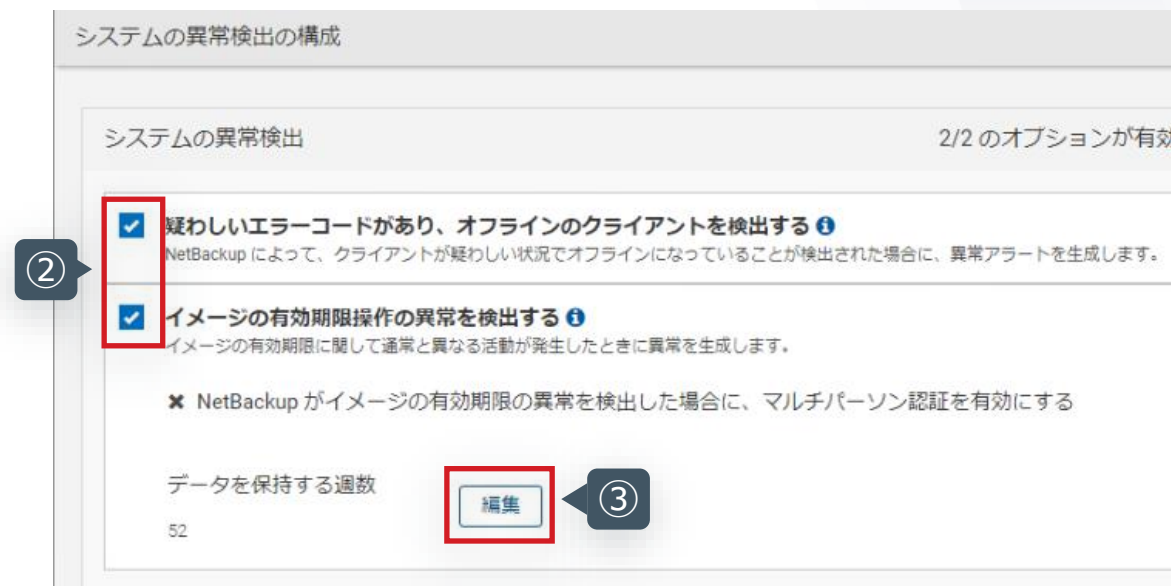 システムの異常検出の構成
システムの異常検出 2/2 のオプションが有効
疑わしいエラーコードがあり、オフラインのクライアントを検出する
NetBackup によって、クライアントが疑わしい状況でオフラインになっていることが検出された場合に、異常アラートを生成します。
②
イメージの有効期限操作の異常を検出する
イメージの有効期限に関して通常と異なる活動が発生したときに異常を生成します。
✖ NetBackup がイメージの有効期限の異常を検出した場合に、マルチパーソン認証を有効にする
データを保持する週数
編集
③
52